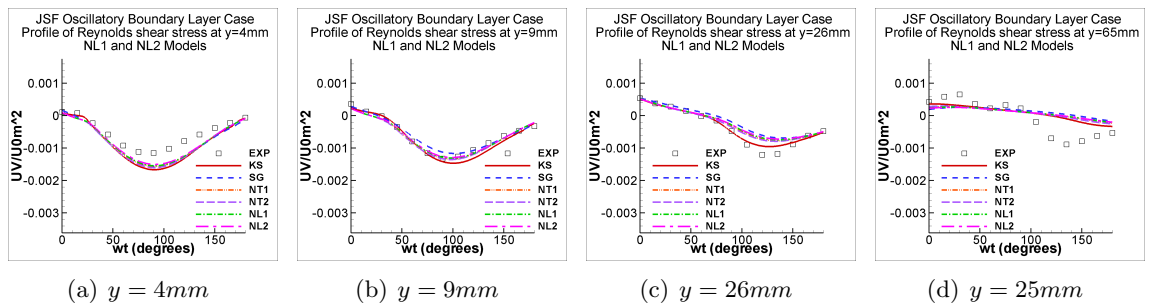 JSF Oscillatory Boundary Layer Case
Profile of Reynolds shear stress at y=4mm
NL1 and NL2 Models
UV/U0m^2
0.001
0
-0.001
-0.002
-0.003
EXP
KS
SG
NT1
NT2
NL1
NL2
0 50 100 150
wt (degrees)
(a) y = 4mm
JSF Oscillatory Boundary Layer Case
Profile of Reynolds shear stress at y=9mm
NL1 and NL2 Models
UV/U0m^2
0.001
0
-0.001
-0.002
-0.003
EXP
KS
SG
NT1
NT2
NL1
NL2
0 50 100 150
wt (degrees)
(b) y = 9mm
JSF Oscillatory Boundary Layer Case
Profile of Reynolds shear stress at y=26mm
NL1 and NL2 Models
UV/U0m^2
0.001
0
-0.001
-0.002
-0.003
EXP
KS
SG
NT1
NT2
NL1
NL2
0 50 100 150
wt (degrees)
(c) y = 26mm
JSF Oscillatory Boundary Layer Case
Profile of Reynolds shear stress at y=65mm
NL1 and NL2 Models
UV/U0m^2
0.001
0
-0.001
-0.002
-0.003
EXP
KS
SG
NT1
NT2
NL1
NL2
0 50 100 150
wt (degrees)
(d) y = 25mm